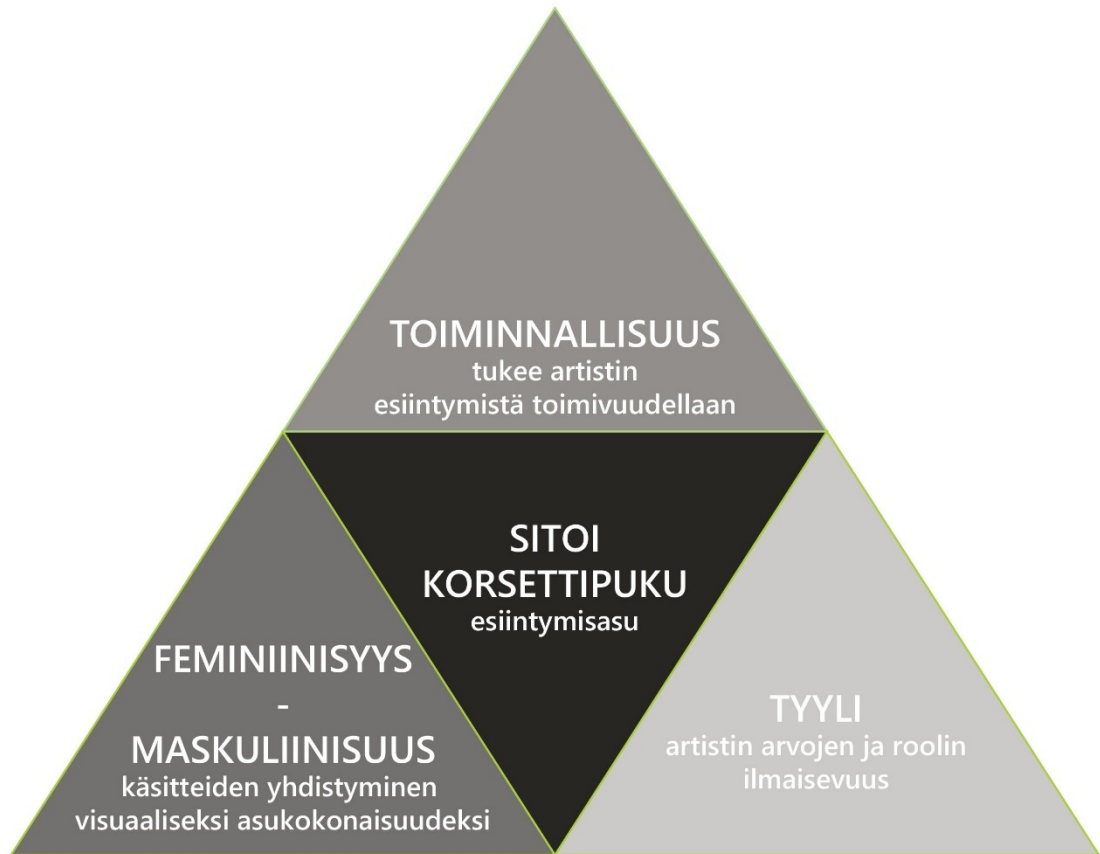 TOIMINNALLISUUS
tukee artistin
esiintymistä toimivuudellaan
SITOI
KORSETTIPUKU
esiintymisasu
FEMINIINISYYS
-
MASKULIINISUUS
käsitteiden yhdistyminen
visuaaliseksi asukokonaisuudeksi
TYYLI
artistin arvojen ja roolin
ilmaisevuus